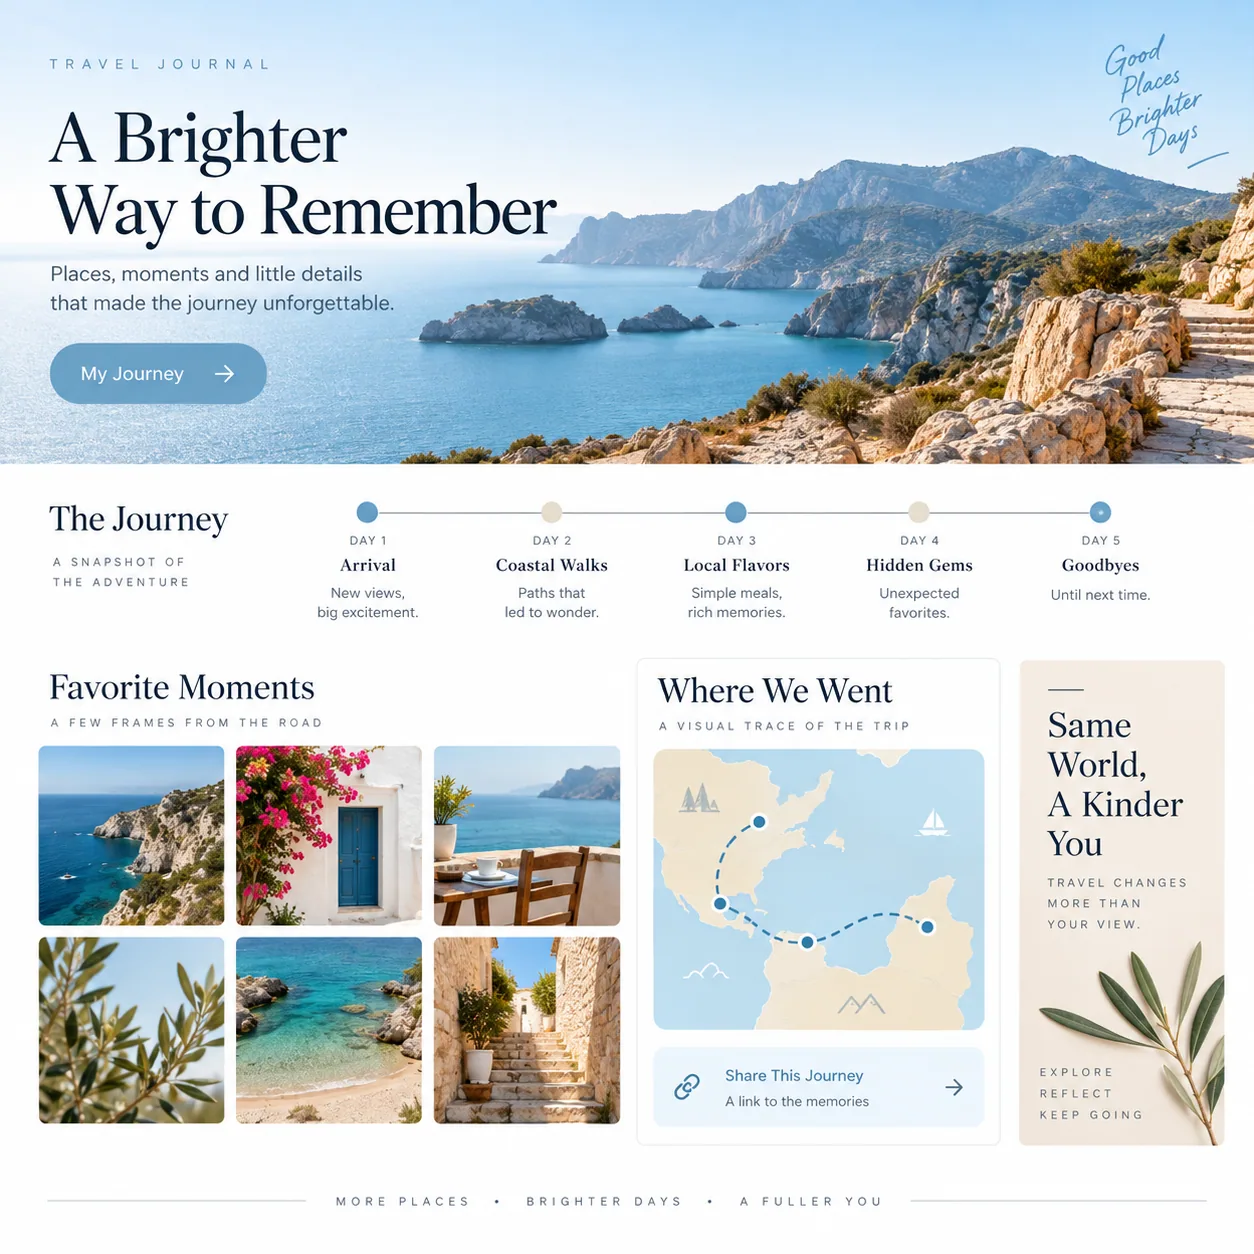 TRAVEL JOURNAL
A Brighter
Way to Remember
Places, moments and little details
that made the journey unforgettable.
My Journey
Good
Places
Brighter
Days
The Journey
A SNAPSHOT OF
THE ADVENTURE
DAY 1
Arrival
New views,
big excitement.
DAY 2
Coastal Walks
Paths that
led to wonder.
DAY 3
Local Flavors
Simple meals,
rich memories.
DAY 4
Hidden Gems
Unexpected
favorites.
DAY 5
Goodbyes
Until next time.
Favorite Moments
A FEW FRAMES FROM THE ROAD
Where We Went
A VISUAL TRACE OF THE TRIP
Share This Journey
A link to the memories
Same
World,
A Kinder
You
TRAVEL CHANGES
MORE THAN
YOUR VIEW.
EXPLORE
REFLECT
KEEP GOING
MORE PLACES • BRIGHTER DAYS • A FULLER YOU